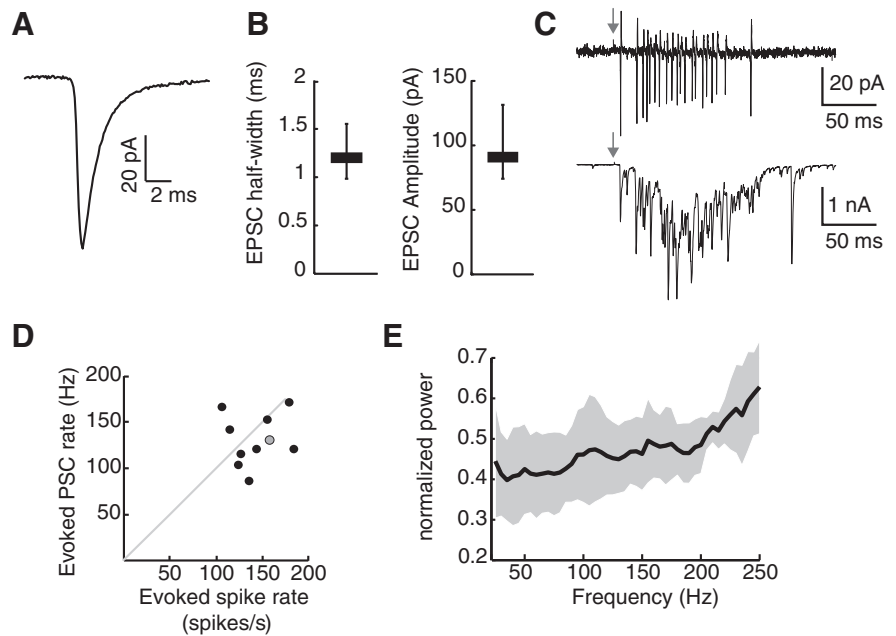 A
20 pA
2 ms
B
EPSC half-width (ms)
2
1.5
1
0.5
0
EPSC Amplitude (pA)
150
100
50
0
C
20 pA
50 ms
1 nA
50 ms
D
Evoked PSC rate (Hz)
200
150
100
50
50 100 150 200
Evoked spike rate
(spikes/s)
E
normalized power
0.7
0.6
0.5
0.4
0.3
0.2
50 100 150 200 250
Frequency (Hz)